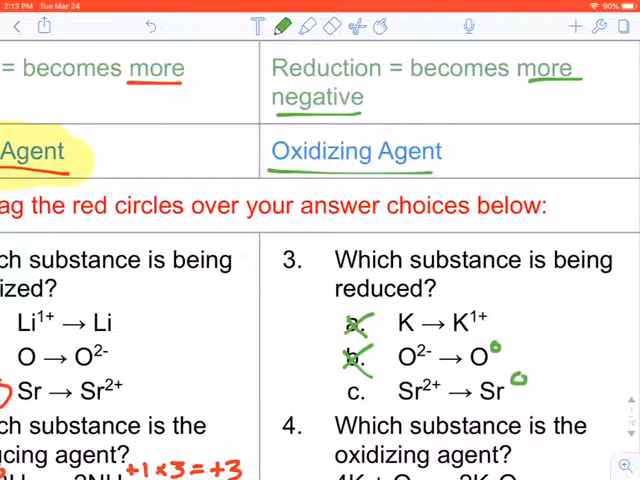 2:13 PM Tue Mar 24
90%
= becomes more
Reduction = becomes more
negative
Agent
Oxidizing Agent
ag the red circles over your answer choices below:
ch substance is being
ized?
Li¹⁺ → Li
O → O²⁻
Sr → Sr²⁺
ch substance is the
ucing agent?
+1 x 3 = +3
3. Which substance is being
reduced?
a. K → K¹⁺
b. O²⁻ → O⁰
c. Sr²⁺ → Sr⁰
4. Which substance is the
oxidizing agent?